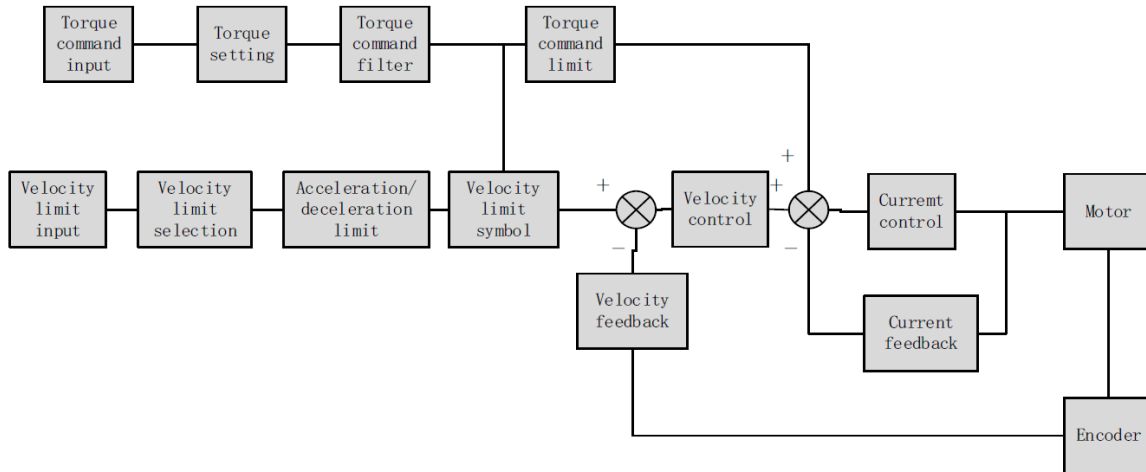 Torque
command
input
Torque
setting
Torque
command
filter
Torque
command
limit
Velocity
limit
input
Velocity
limit
selection
Acceleration/
deceleration
limit
Velocity
limit
symbol
+
−
Velocity
control
+
+
−
Curremt
control
Motor
Velocity
feedback
Current
feedback
Encoder